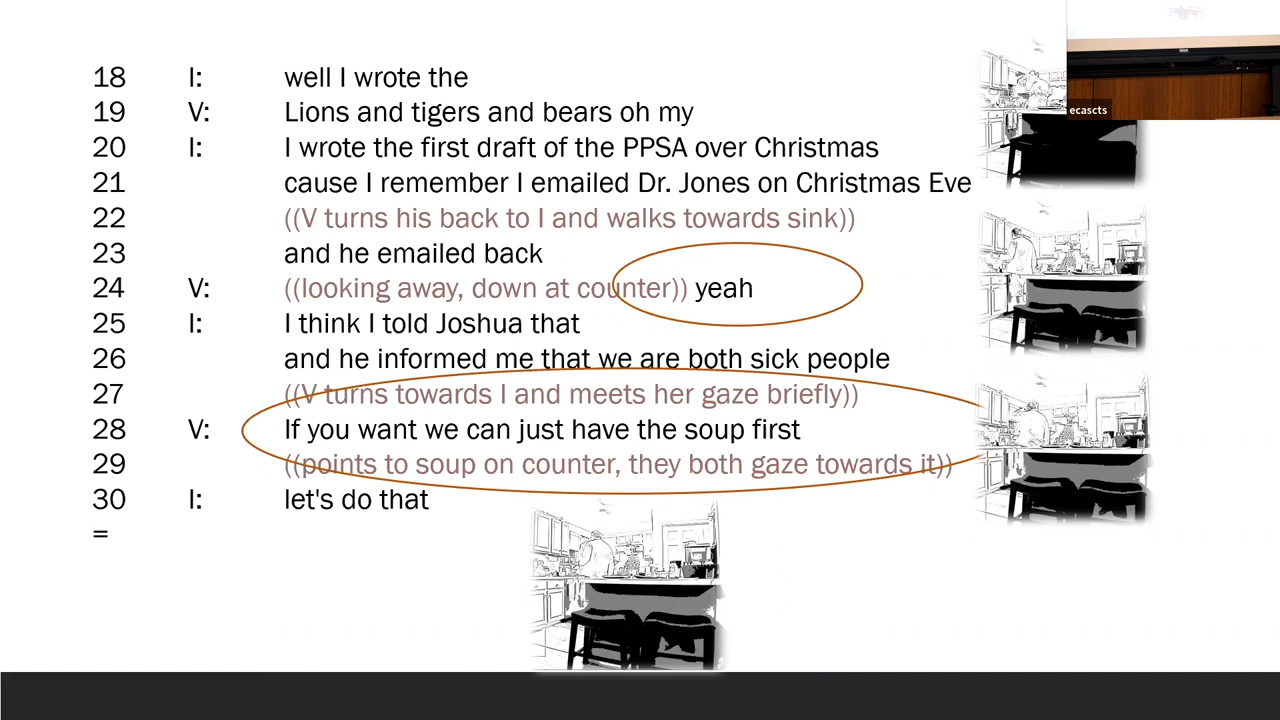 18 I: well I wrote the
19 V: Lions and tigers and bears oh my
20 I: I wrote the first draft of the PPSA over Christmas
21 cause I remember I emailed Dr. Jones on Christmas Eve
22 ((V turns his back to I and walks towards sink))
23 and he emailed back
24 V: ((looking away, down at counter)) yeah
25 I: I think I told Joshua that
26 and he informed me that we are both sick people
27 ((V turns towards I and meets her gaze briefly))
28 V: If you want we can just have the soup first
29 ((points to soup on counter, they both gaze towards it))
30 I: let's do that
=
ecascts